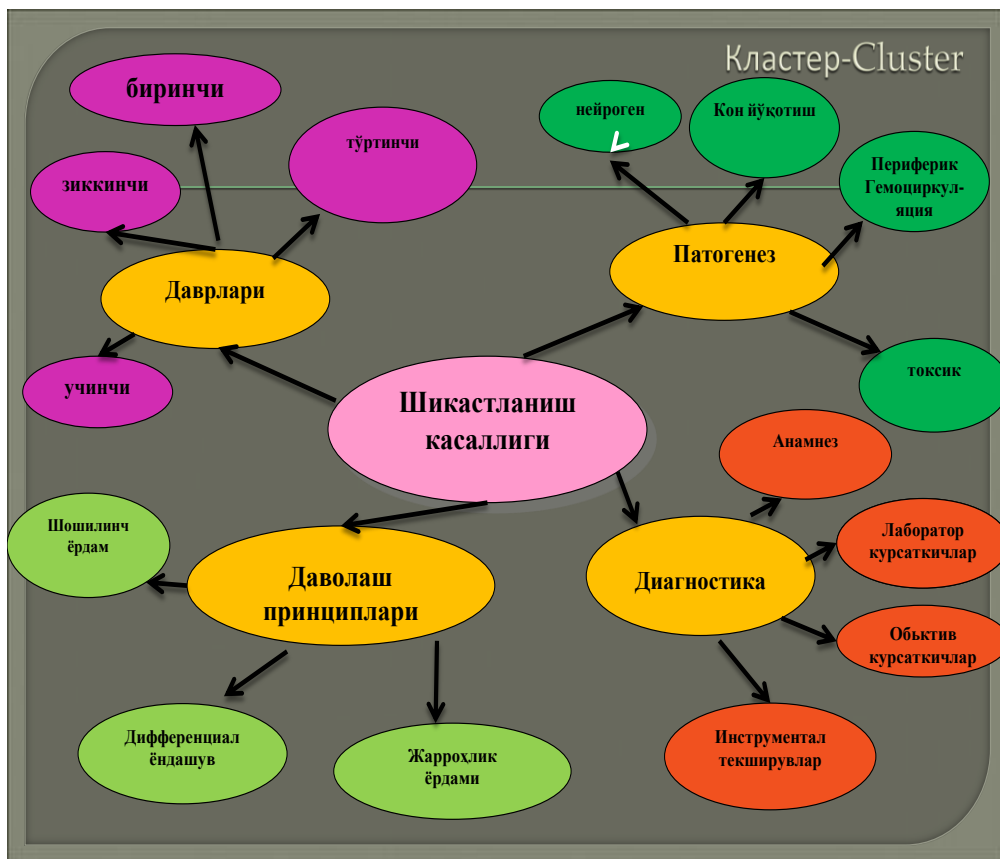 Кластер-Cluster
биринчи
зиккинчи
тўртинчи
Даврлари
учинчи
нейроген
Кон йўқотиш
Периферик
Гемоциркул-
яция
Патогенез
токсик
Шикастланиш
касаллиги
Анамнез
Лаборатор
курсаткичлар
Диагностика
Обьктив
курсаткичлар
Инструментал
текширувлар
Шошилинч
ёрдам
Даволаш
принциплари
Дифференциал
ёндашув
Жарроҳлик
ёрдами